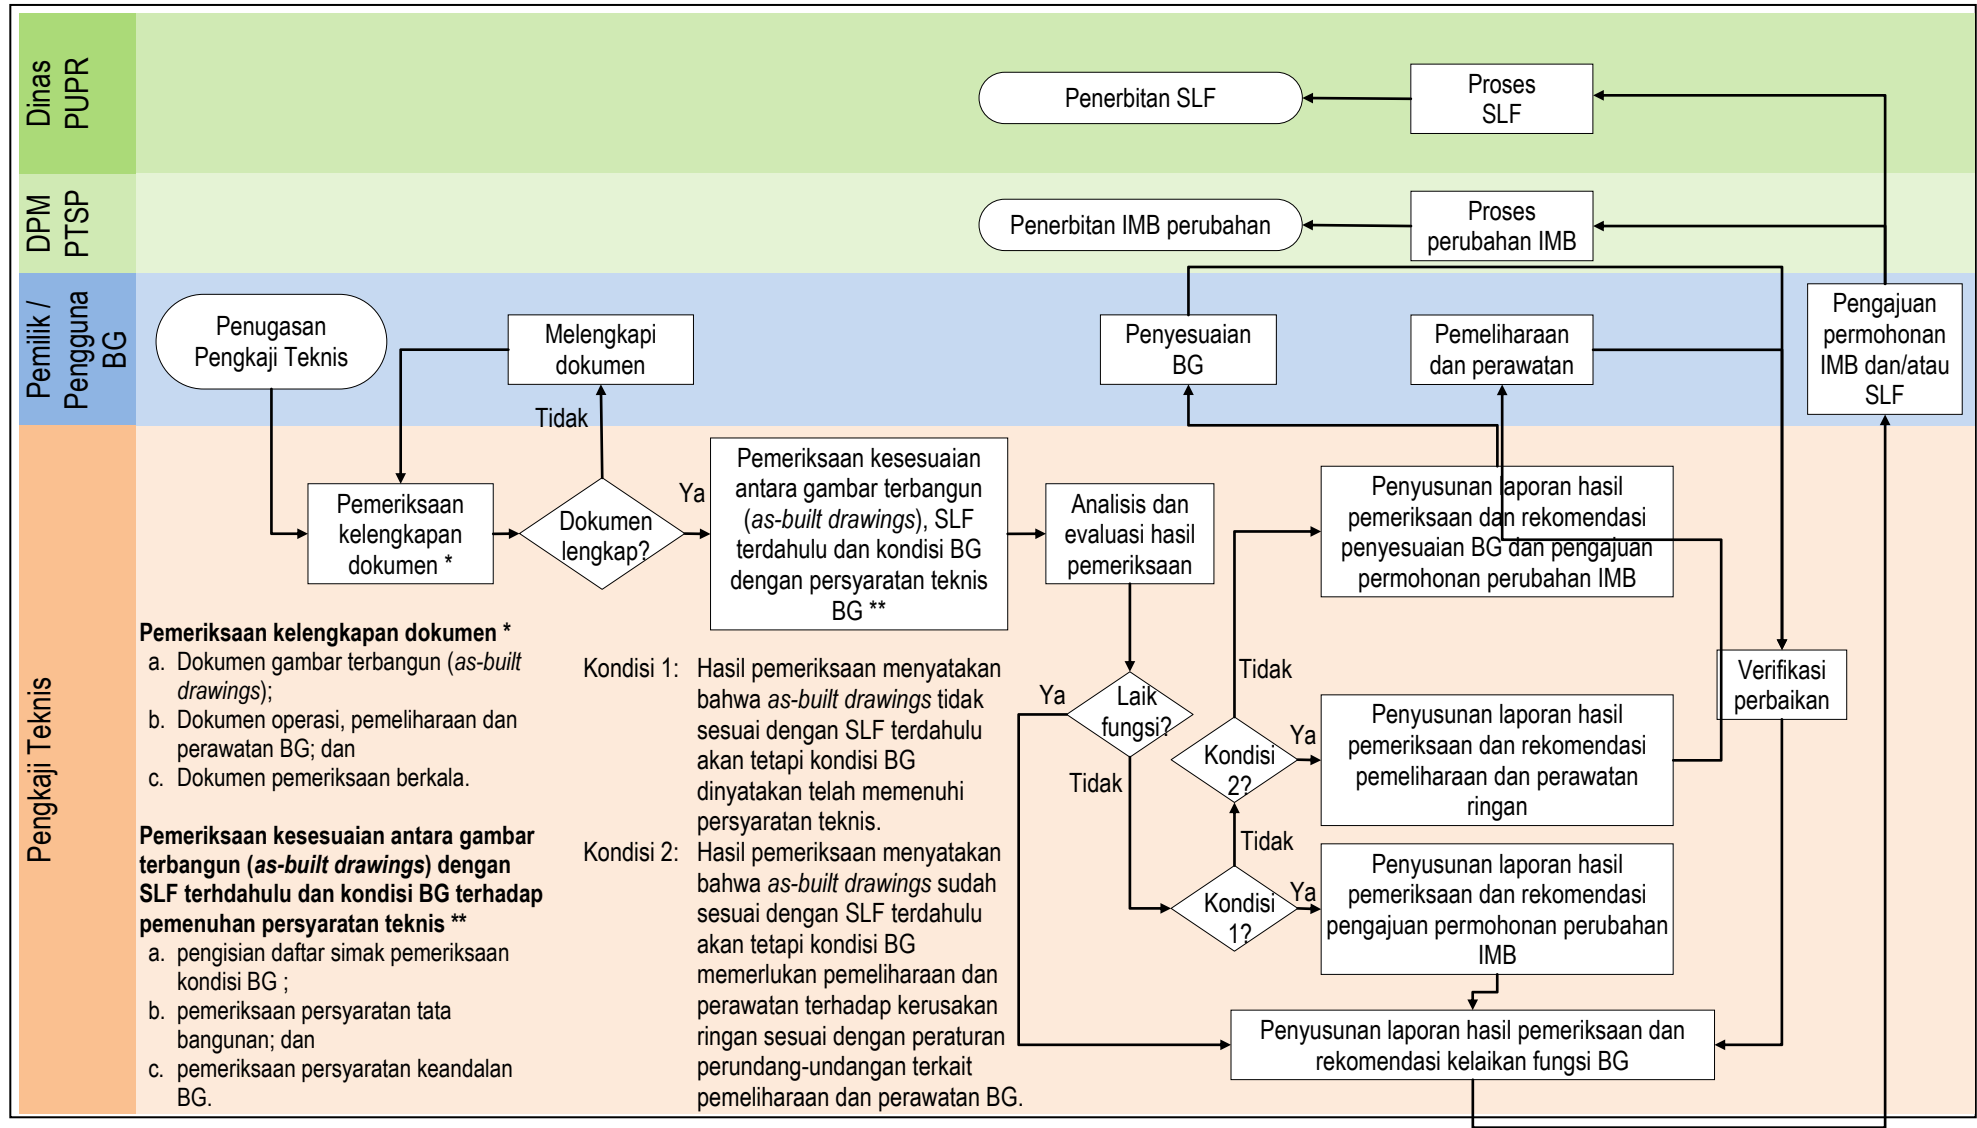 Dinas
PUPR
Penerbitan SLF
Proses
SLF
DPM
PTSP
Penerbitan IMB perubahan
Proses
perubahan IMB
Pemilik /
Pengguna
BG
Penugasan
Pengkaji Teknis
Melengkapi
dokumen
Tidak
Penyesuaian
BG
Pemeliharaan
dan perawatan
Pengajuan
permohonan
IMB dan/atau
SLF
Pengkaji Teknis
Pemeriksaan
kelengkapan
dokumen *
Dokumen
lengkap?
Ya
Pemeriksaan kesesuaian
antara gambar terbangun
(as-built drawings), SLF
terdahulu dan kondisi BG
dengan persyaratan teknis
BG **
Analisis dan
evaluasi hasil
pemeriksaan
Penyusunan laporan hasil
pemeriksaan dan rekomendasi
penyesuaian BG dan pengajuan
permohonan perubahan IMB
Pemeriksaan kelengkapan dokumen *
a. Dokumen gambar terbangun (as-built
drawings);
b. Dokumen operasi, pemeliharaan dan
perawatan BG; dan
c. Dokumen pemeriksaan berkala.
Pemeriksaan kesesuaian antara gambar
terbangun (as-built drawings) dengan
SLF terhdahulu dan kondisi BG terhadap
pemenuhan persyaratan teknis **
a. pengisian daftar simak pemeriksaan
kondisi BG ;
b. pemeriksaan persyaratan tata
bangunan; dan
c. pemeriksaan persyaratan keandalan
BG.
Kondisi 1: Hasil pemeriksaan menyatakan
bahwa as-built drawings tidak
sesuai dengan SLF terdahulu
akan tetapi kondisi BG
dinyatakan telah memenuhi
persyaratan teknis.
Kondisi 2: Hasil pemeriksaan menyatakan
bahwa as-built drawings sudah
sesuai dengan SLF terdahulu
akan tetapi kondisi BG
memerlukan pemeliharaan dan
perawatan terhadap kerusakan
ringan sesuai dengan peraturan
perundang-undangan terkait
pemeliharaan dan perawatan BG.
Ya
Laik
fungsi?
Tidak
Tidak
Kondisi
2?
Ya
Penyusunan laporan hasil
pemeriksaan dan rekomendasi
pemeliharaan dan perawatan
ringan
Verifikasi
perbaikan
Tidak
Kondisi
1?
Ya
Penyusunan laporan hasil
pemeriksaan dan rekomendasi
pengajuan permohonan perubahan
IMB
Penyusunan laporan hasil pemeriksaan dan
rekomendasi kelaikan fungsi BG